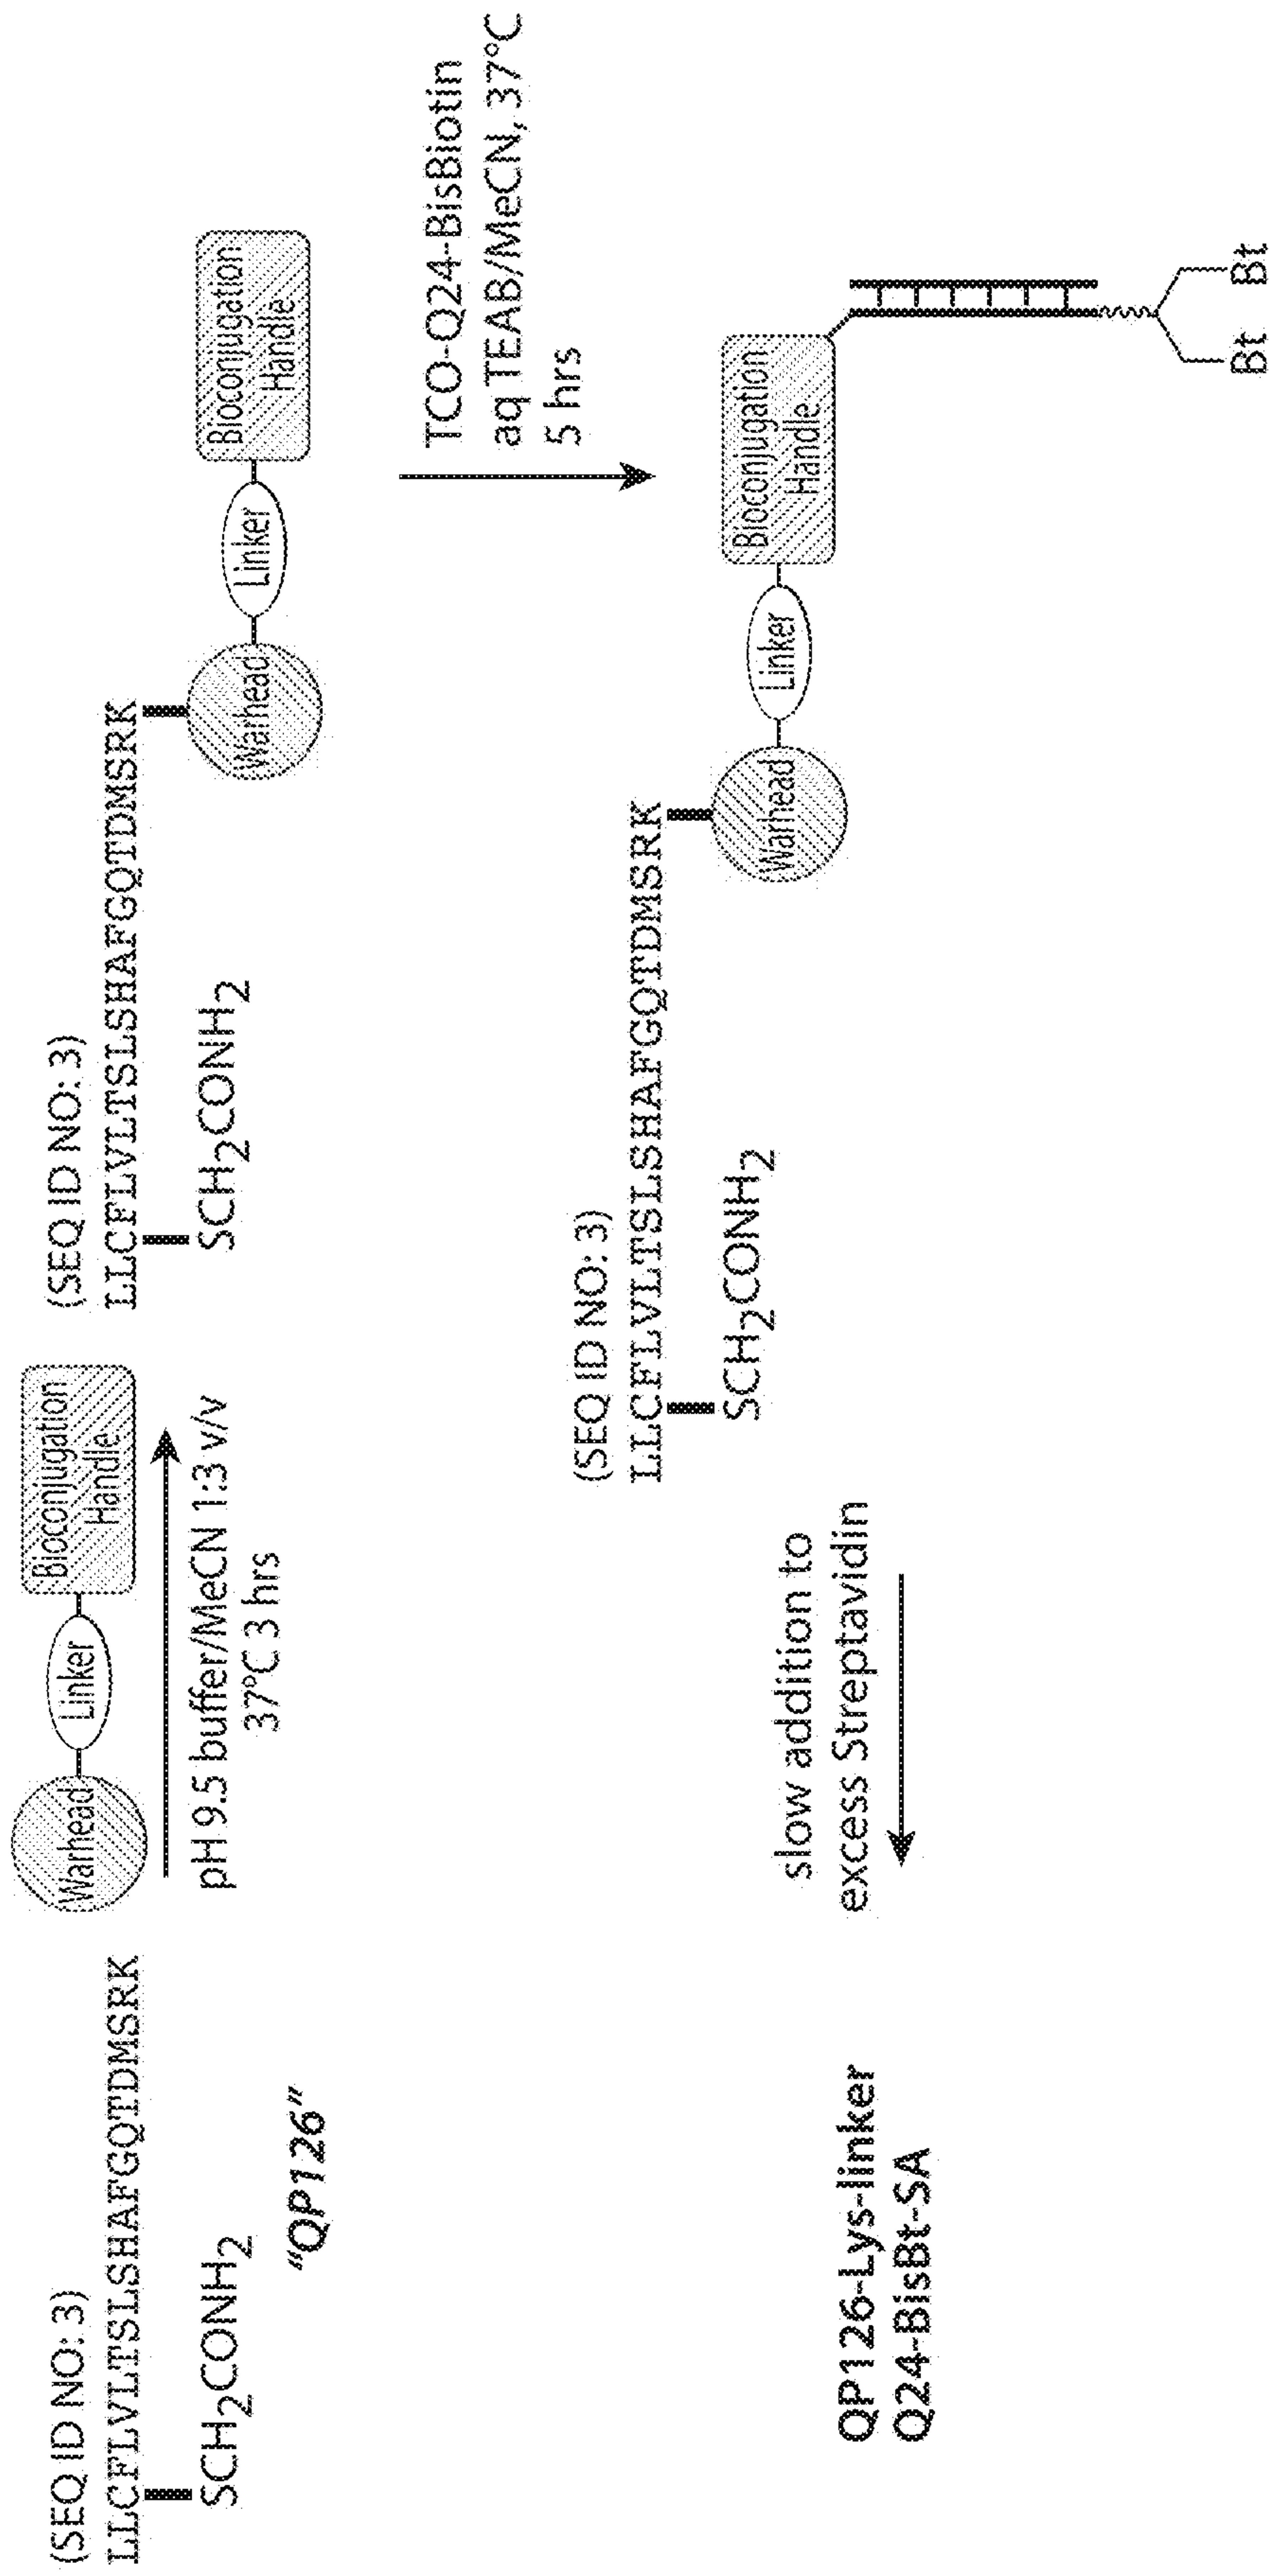 (SEQ ID NO: 3)
LLCFLVLTSLSHAFGQTDMSRK
SCH2CONH2
"QP126"
Warhead
Linker
Bioconjugation
Handle
pH 9.5 buffer/MeCN 1:3 v/v
37°C 3 hrs
(SEQ ID NO: 3)
LLCFLVLTSLSHAFGQTDMSRK
SCH2CONH2
Warhead
Linker
Bioconjugation
Handle
TCO-Q24-BisBiotin
aq TEAB/MeCN, 37°C
5 hrs
(SEQ ID NO: 3)
LLCFLVLTSLSHAFGQTDMSRK
SCH2CONH2
Warhead
Linker
Bioconjugation
Handle
Bt
Bt
slow addition to
excess Streptavidin
QP126-Lys-linker
Q24-BisBt-SA